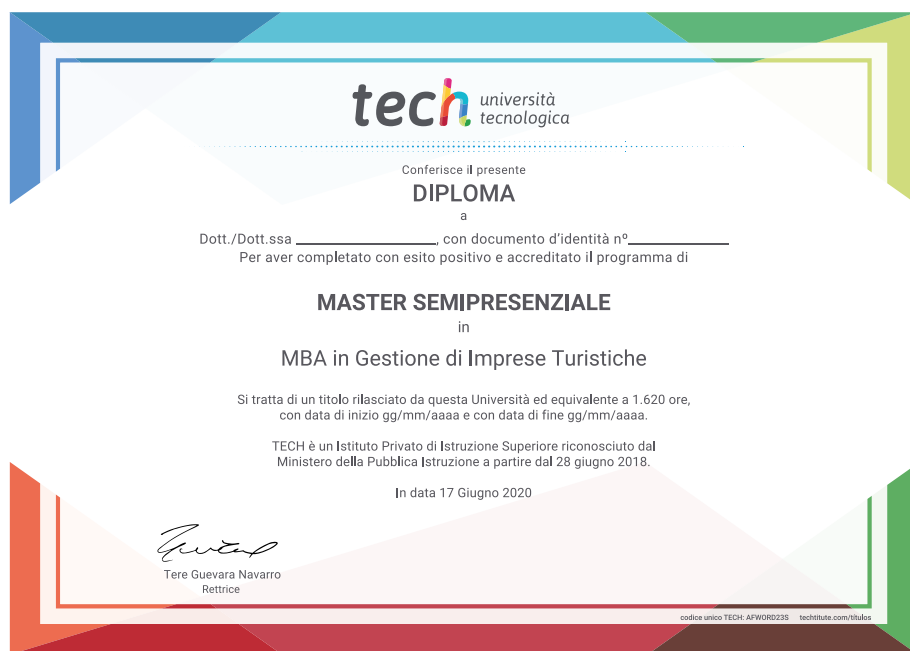 tech università
tecnologica
Conferisce il presente
DIPLOMA
a
Dott./Dott.ssa ________________, con documento d'identità nº____________
Per aver completato con esito positivo e accreditato il programma di
MASTER SEMIPRESENZIALE
in
MBA in Gestione di Imprese Turistiche
Si tratta di un titolo rilasciato da questa Università ed equivalente a 1.620 ore,
con data di inizio gg/mm/aaaa e con data di fine gg/mm/aaaa.
TECH è un Istituto Privato di Istruzione Superiore riconosciuto dal
Ministero della Pubblica Istruzione a partire dal 28 giugno 2018.
In data 17 Giugno 2020
Tere Guevara Navarro
Rettrice
codice unico TECH: AFWORD23S techtitute.com/titulos